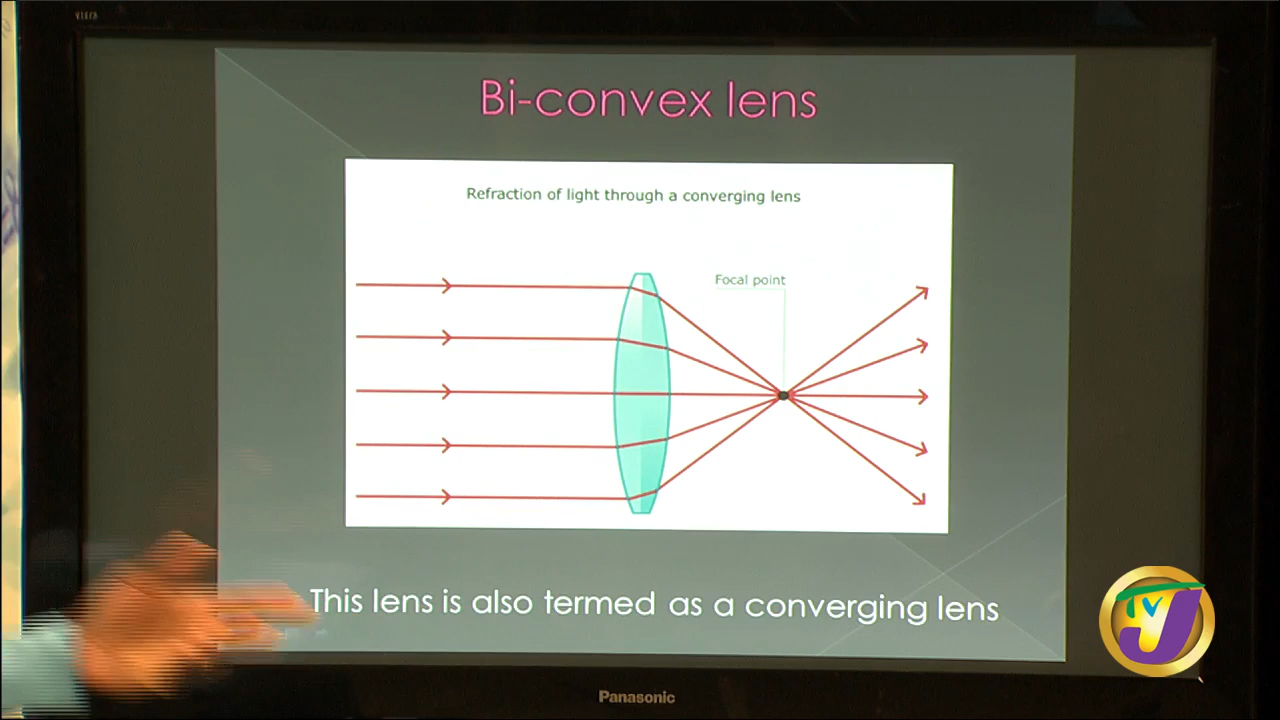 Bi-convex lens
Refraction of light through a converging lens
Focal point
This lens is also termed as a converging lens
TVJ
Panasonic